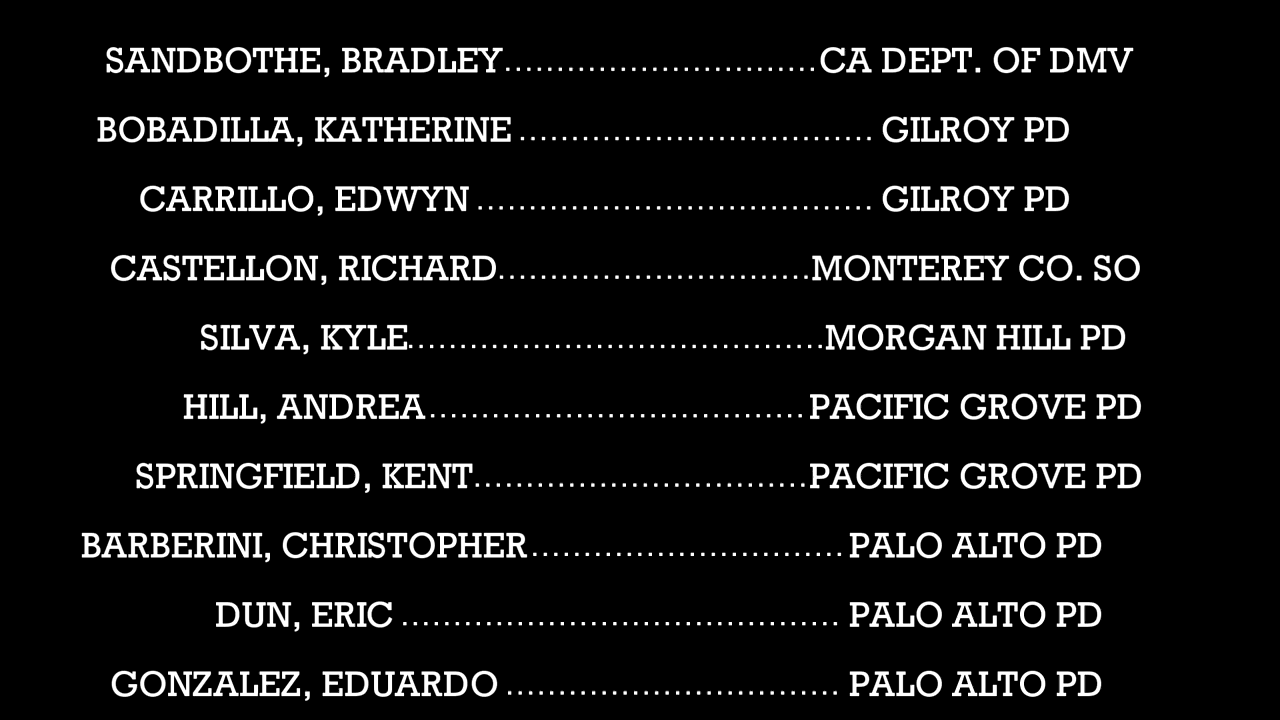 SANDBOTHE, BRADLEY..............................CA DEPT. OF DMV
BOBADILLA, KATHERINE .................................. GILROY PD
CARRILLO, EDWYN ...................................... GILROY PD
CASTELLON, RICHARD..............................MONTEREY CO. SO
SILVA, KYLE........................................MORGAN HILL PD
HILL, ANDREA....................................PACIFIC GROVE PD
SPRINGFIELD, KENT................................PACIFIC GROVE PD
BARBERINI, CHRISTOPHER..............................PALO ALTO PD
DUN, ERIC .......................................... PALO ALTO PD
GONZALEZ, EDUARDO ................................ PALO ALTO PD